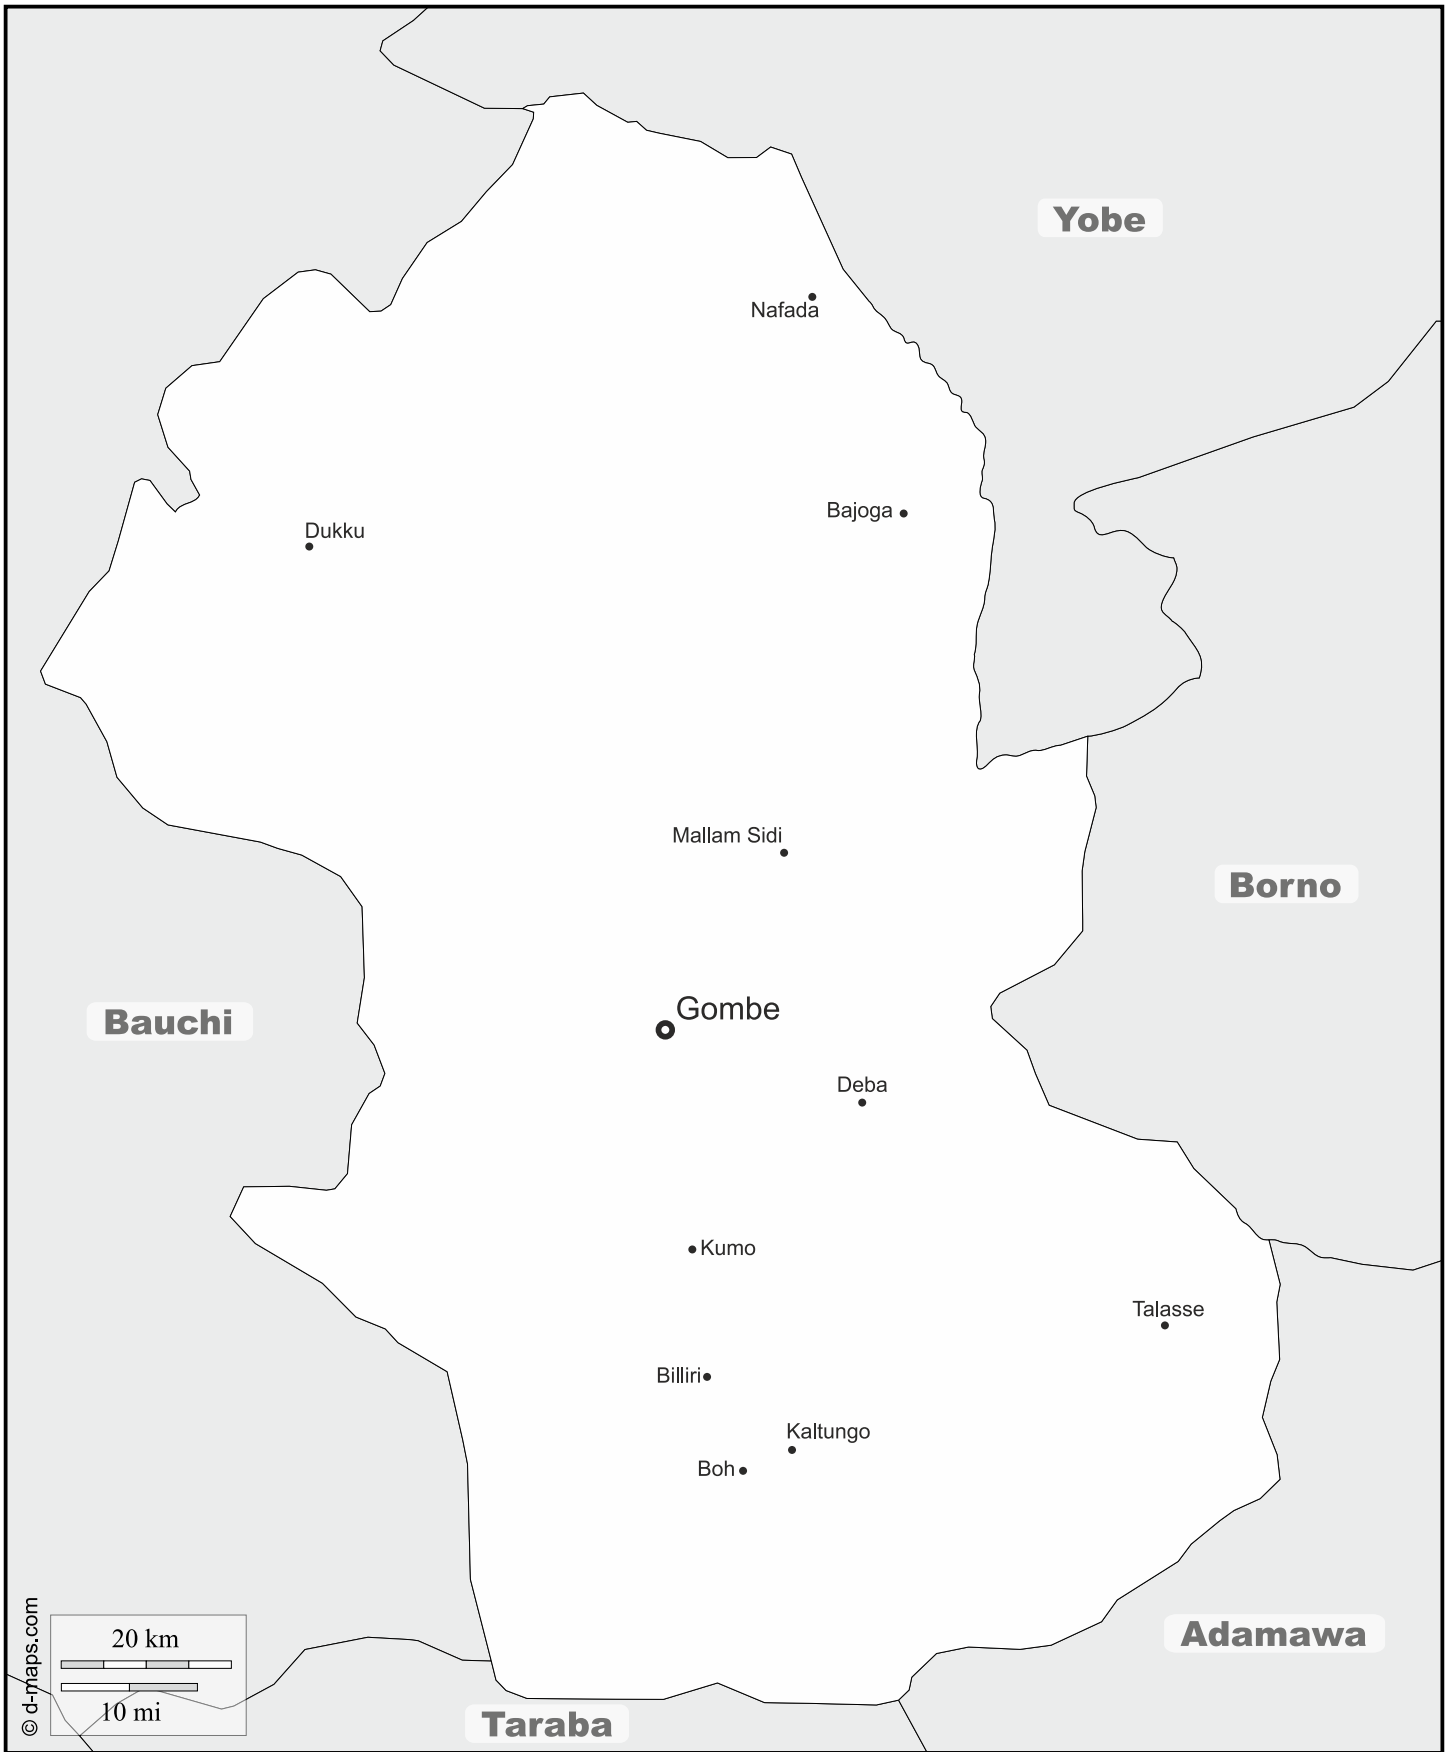 Yobe
Nafada
Bajoga
Dukku
Mallam Sidi
Borno
Gombe
Bauchi
Deba
Kumo
Talasse
Billiri
Kaltungo
Boh
Adamawa
Taraba
20 km
10 mi
© d-maps.com